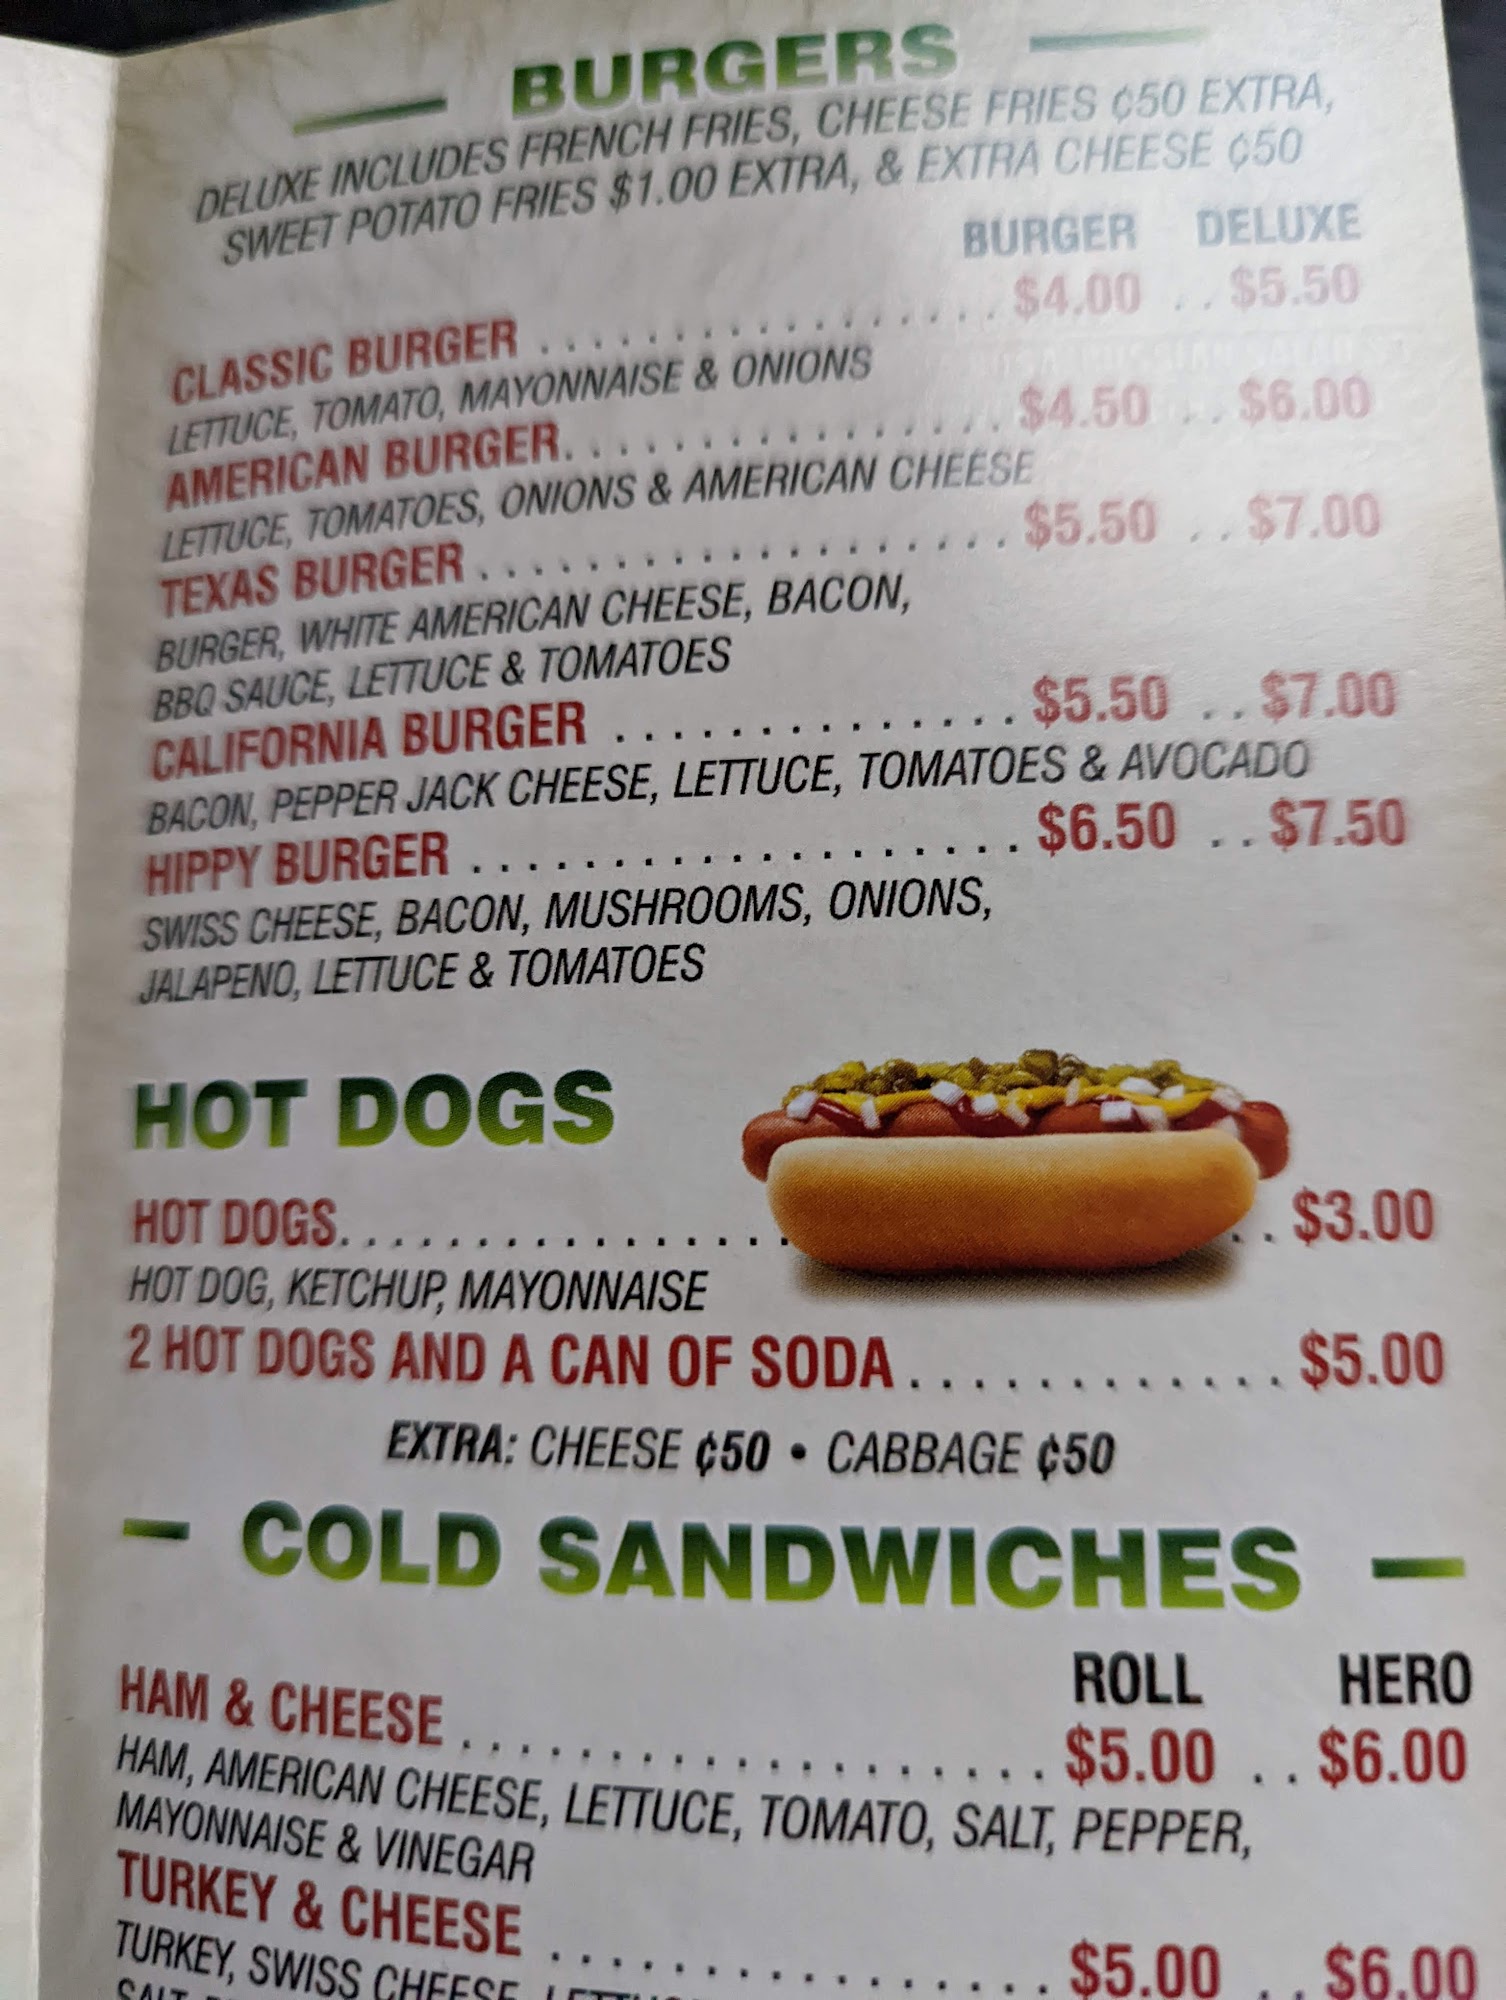 BURGERS
DELUXE INCLUDES FRENCH FRIES, CHEESE FRIES ¢50 EXTRA,
SWEET POTATO FRIES $1.00 EXTRA, & EXTRA CHEESE ¢50
BURGER DELUXE
CLASSIC BURGER . . . . . . . . . . . . . . . . . $4.00 . . $5.50
LETTUCE, TOMATO, MAYONNAISE & ONIONS
AMERICAN BURGER. . . . . . . . . . . . . . . . . $4.50 . . $6.00
LETTUCE, TOMATOES, ONIONS & AMERICAN CHEESE
TEXAS BURGER . . . . . . . . . . . . . . . . . . . $5.50 . . $7.00
BURGER, WHITE AMERICAN CHEESE, BACON,
BBQ SAUCE, LETTUCE & TOMATOES
CALIFORNIA BURGER . . . . . . . . . . . . . . $5.50 . . $7.00
BACON, PEPPER JACK CHEESE, LETTUCE, TOMATOES & AVOCADO
HIPPY BURGER . . . . . . . . . . . . . . . . . . . $6.50 . . $7.50
SWISS CHEESE, BACON, MUSHROOMS, ONIONS,
JALAPENO, LETTUCE & TOMATOES
HOT DOGS
HOT DOGS. . . . . . . . . . . . . . . . . . . $3.00
HOT DOG, KETCHUP, MAYONNAISE
2 HOT DOGS AND A CAN OF SODA . . . . . . . . . . . . . $5.00
EXTRA: CHEESE ¢50 • CABBAGE ¢50
COLD SANDWICHES
ROLL HERO
HAM & CHEESE . . . . . . . . . . . . . . . . . . . $5.00 . . $6.00
HAM, AMERICAN CHEESE, LETTUCE, TOMATO, SALT, PEPPER,
MAYONNAISE & VINEGAR
TURKEY & CHEESE . . . . . . . . . . . . . . . . $5.00 . . $6.00
TURKEY, SWISS CHEESE,